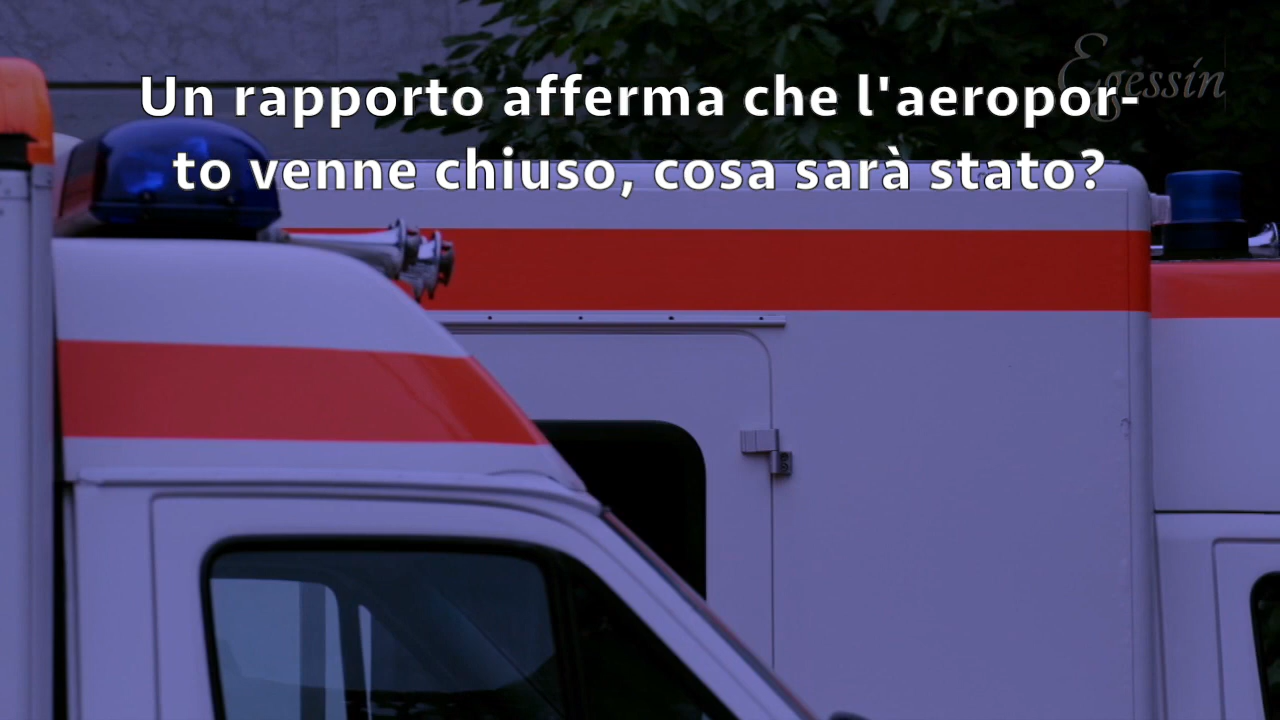 Egessin
Un rapporto afferma che l'aeropor-
to venne chiuso, cosa sarà stato?